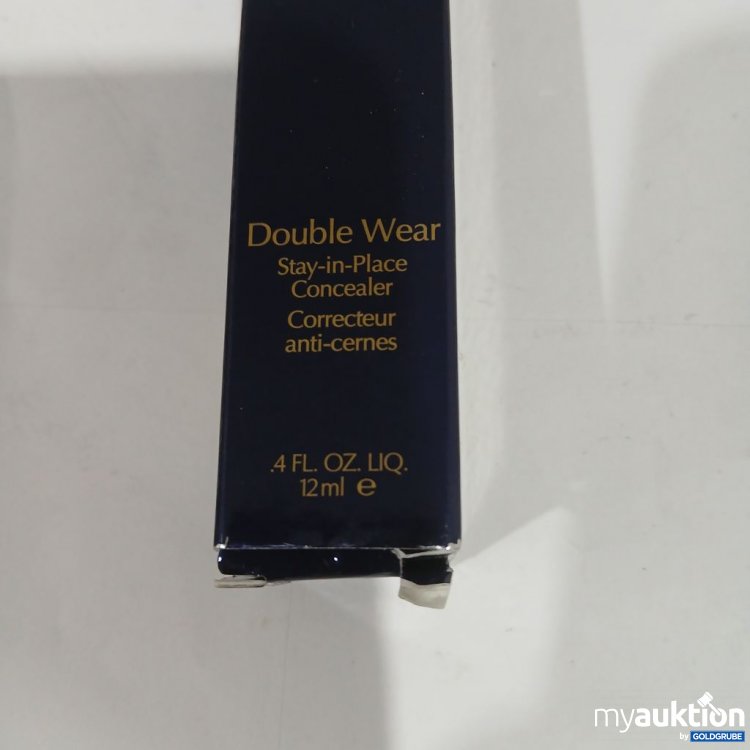 Double Wear
Stay-in-Place
Concealer
Correcteur
anti-cernes
.4 FL. OZ. LIQ.
12ml ℮
myauktion
by GOLDGRUBE